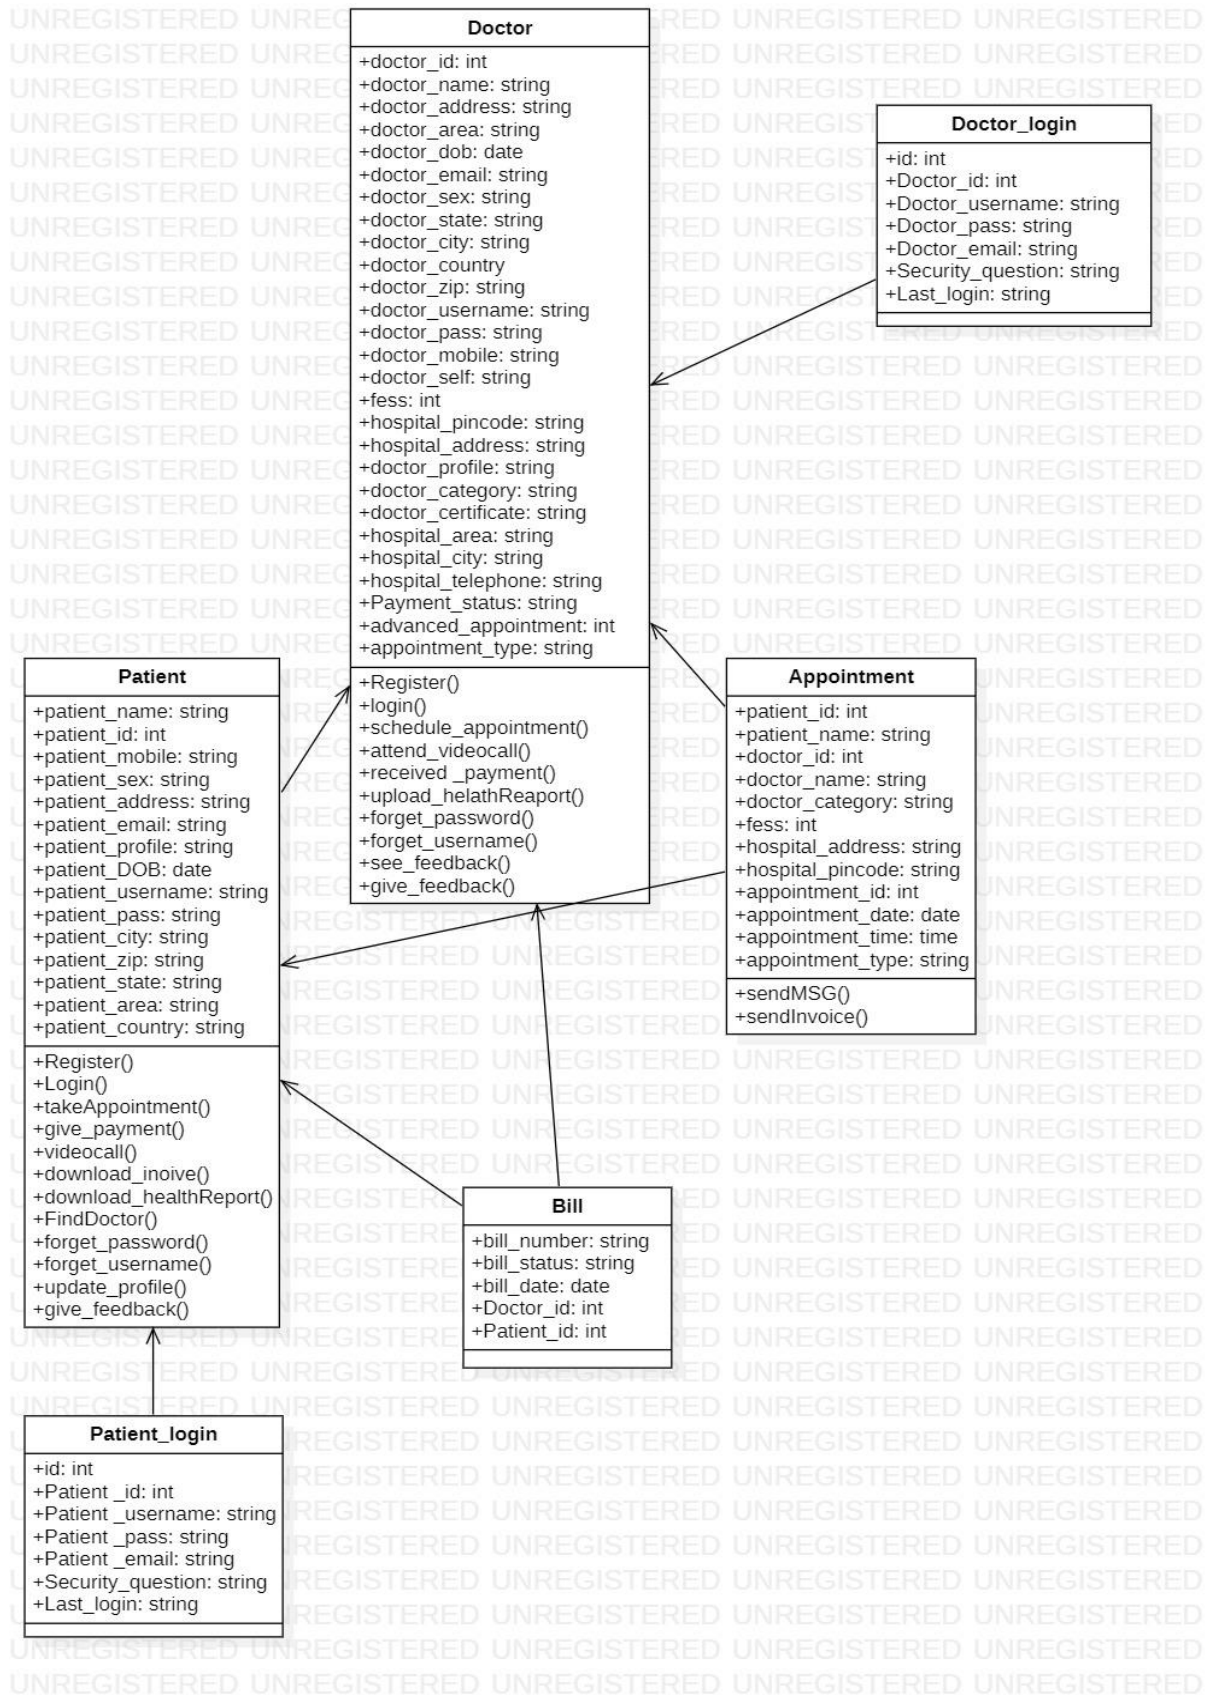 Doctor
+doctor_id: int
+doctor_name: string
+doctor_address: string
+doctor_area: string
+doctor_dob: date
+doctor_email: string
+doctor_sex: string
+doctor_state: string
+doctor_city: string
+doctor_country
+doctor_zip: string
+doctor_username: string
+doctor_pass: string
+doctor_mobile: string
+doctor_self: string
+fess: int
+hospital_pincode: string
+hospital_address: string
+doctor_profile: string
+doctor_category: string
+doctor_certificate: string
+hospital_area: string
+hospital_city: string
+hospital_telephone: string
+Payment_status: string
+advanced_appointment: int
+appointment_type: string
+Register()
+login()
+schedule_appointment()
+attend_videocall()
+received _payment()
+upload_helathReaport()
+forget_password()
+forget_username()
+see_feedback()
+give_feedback()
Doctor_login
+id: int
+Doctor_id: int
+Doctor_username: string
+Doctor_pass: string
+Doctor_email: string
+Security_question: string
+Last_login: string
Patient
+patient_name: string
+patient_id: int
+patient_mobile: string
+patient_sex: string
+patient_address: string
+patient_email: string
+patient_profile: string
+patient_DOB: date
+patient_username: string
+patient_pass: string
+patient_city: string
+patient_zip: string
+patient_state: string
+patient_area: string
+patient_country: string
+Register()
+Login()
+takeAppointment()
+give_payment()
+videocall()
+download_inoive()
+download_healthReport()
+FindDoctor()
+forget_password()
+forget_username()
+update_profile()
+give_feedback()
Appointment
+patient_id: int
+patient_name: string
+doctor_id: int
+doctor_name: string
+doctor_category: string
+fess: int
+hospital_address: string
+hospital_pincode: string
+appointment_id: int
+appointment_date: date
+appointment_time: time
+appointment_type: string
+sendMSG()
+sendInvoice()
Bill
+bill_number: string
+bill_status: string
+bill_date: date
+Doctor_id: int
+Patient_id: int
Patient_login
+id: int
+Patient _id: int
+Patient _username: string
+Patient _pass: string
+Patient _email: string
+Security_question: string
+Last_login: string
UNREGISTERED UNREGISTERED UNREGISTERED UNREGISTERED UNREGISTERED